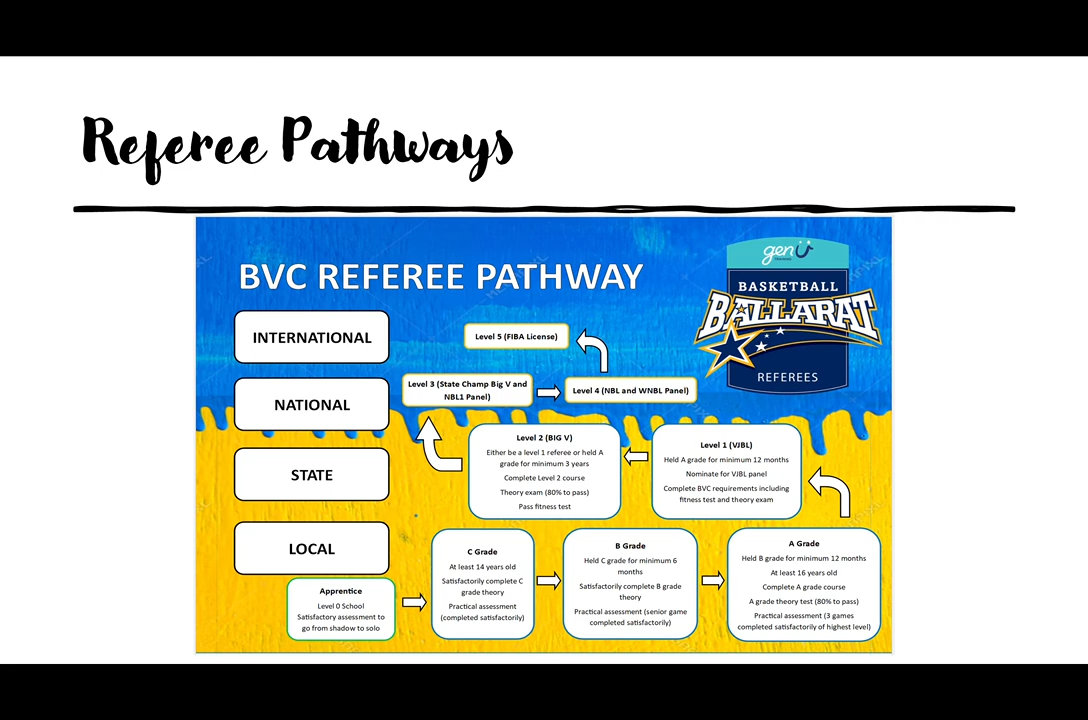 Referee Pathways
BVC REFEREE PATHWAY
gen U
BASKETBALL
BALLARAT
REFEREES
INTERNATIONAL
Level 5 (FIBA License)
NATIONAL
Level 3 (State Champ Big V and
NBL1 Panel)
Level 4 (NBL and WNBL Panel)
STATE
Level 2 (BIG V)
Either be a level 1 referee or held A
grade for minimum 3 years
Complete Level 2 course
Theory exam (80% to pass)
Pass fitness test
Level 1 (VJBL)
Held A grade for minimum 12 months
Nominate for VJBL panel
Complete BVC requirements including
fitness test and theory exam
LOCAL
Apprentice
Level 0 School
Satisfactory assessment to
go from shadow to solo
C Grade
At least 14 years old
Satisfactorily complete C
grade theory
Practical assessment
(completed satisfactorily)
B Grade
Held C grade for minimum 6
months
Satisfactorily complete B grade
theory
Practical assessment (senior game
completed satisfactorily)
A Grade
Held B grade for minimum 12 months
At least 16 years old
Complete A grade course
A grade theory test (80% to pass)
Practical assessment (3 games
completed satisfactorily of highest level)